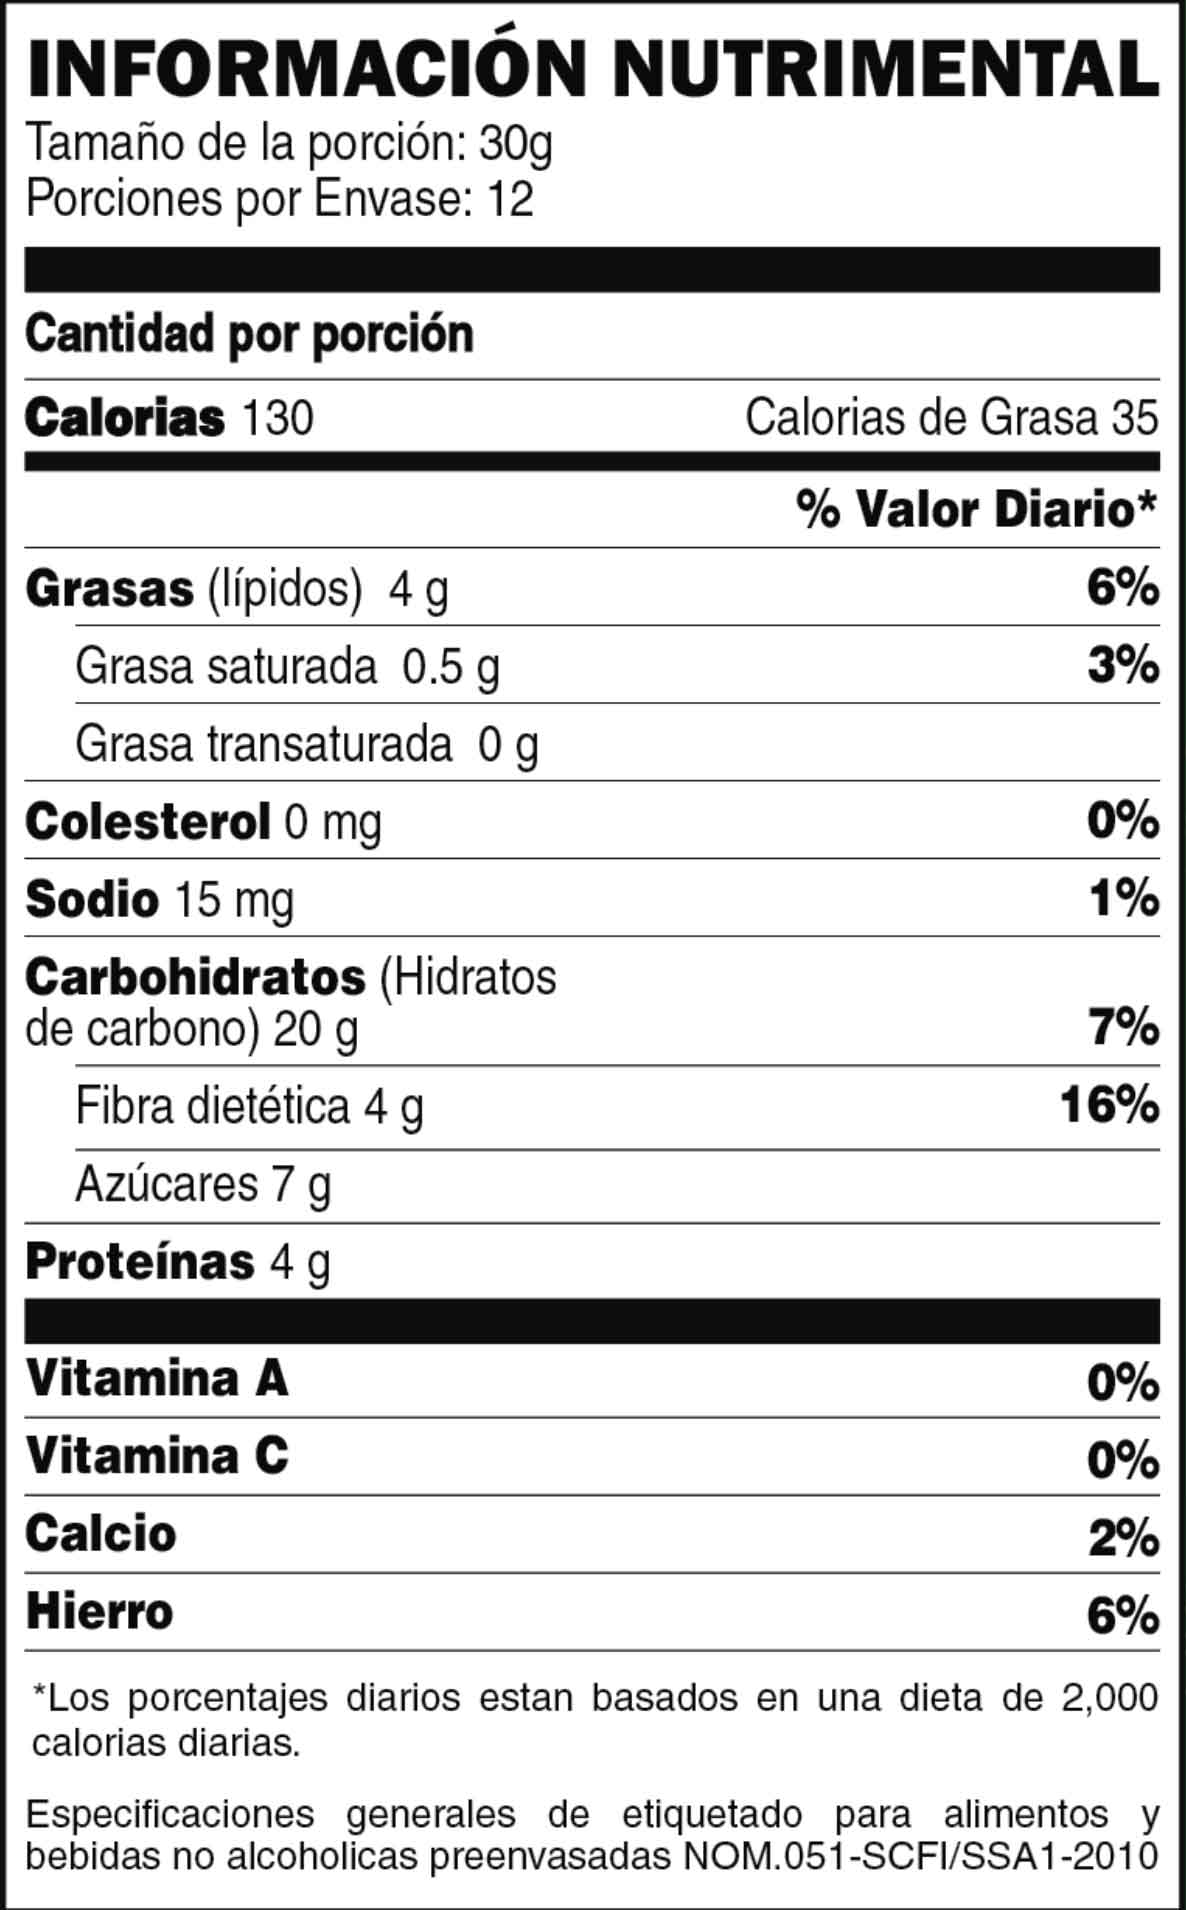 INFORMACIÓN NUTRIMENTAL
Tamaño de la porción: 30g
Porciones por Envase: 12
Cantidad por porción
Calorias 130 Calorias de Grasa 35
% Valor Diario*
Grasas (lípidos) 4 g 6%
Grasa saturada 0.5 g 3%
Grasa transaturada 0 g
Colesterol 0 mg 0%
Sodio 15 mg 1%
Carbohidratos (Hidratos
de carbono) 20 g 7%
Fibra dietética 4 g 16%
Azúcares 7 g
Proteínas 4 g
Vitamina A 0%
Vitamina C 0%
Calcio 2%
Hierro 6%
*Los porcentajes diarios estan basados en una dieta de 2,000
calorias diarias.
Especificaciones generales de etiquetado para alimentos y
bebidas no alcoholicas preenvasadas NOM.051-SCFI/SSA1-2010